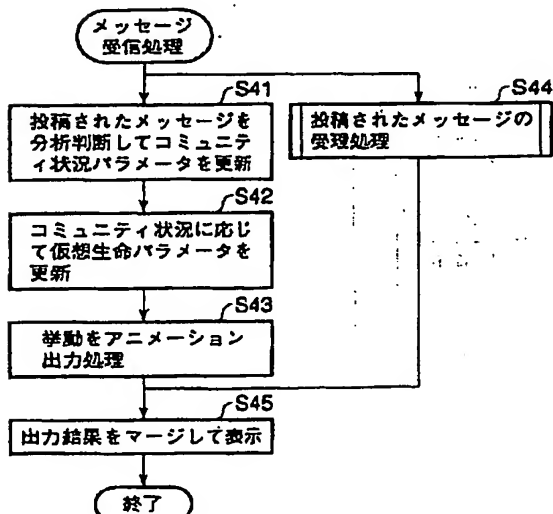 メッセージ
受信処理
S41
投稿されたメッセージを
分析判断してコミュニテ
ィ状況パラメータを更新
S44
投稿されたメッセージの
受理処理
S42
コミュニティ状況に応じ
て仮想生命パラメータを
更新
S43
挙動をアニメーション
出力処理
S45
出力結果をマージして表示
終了